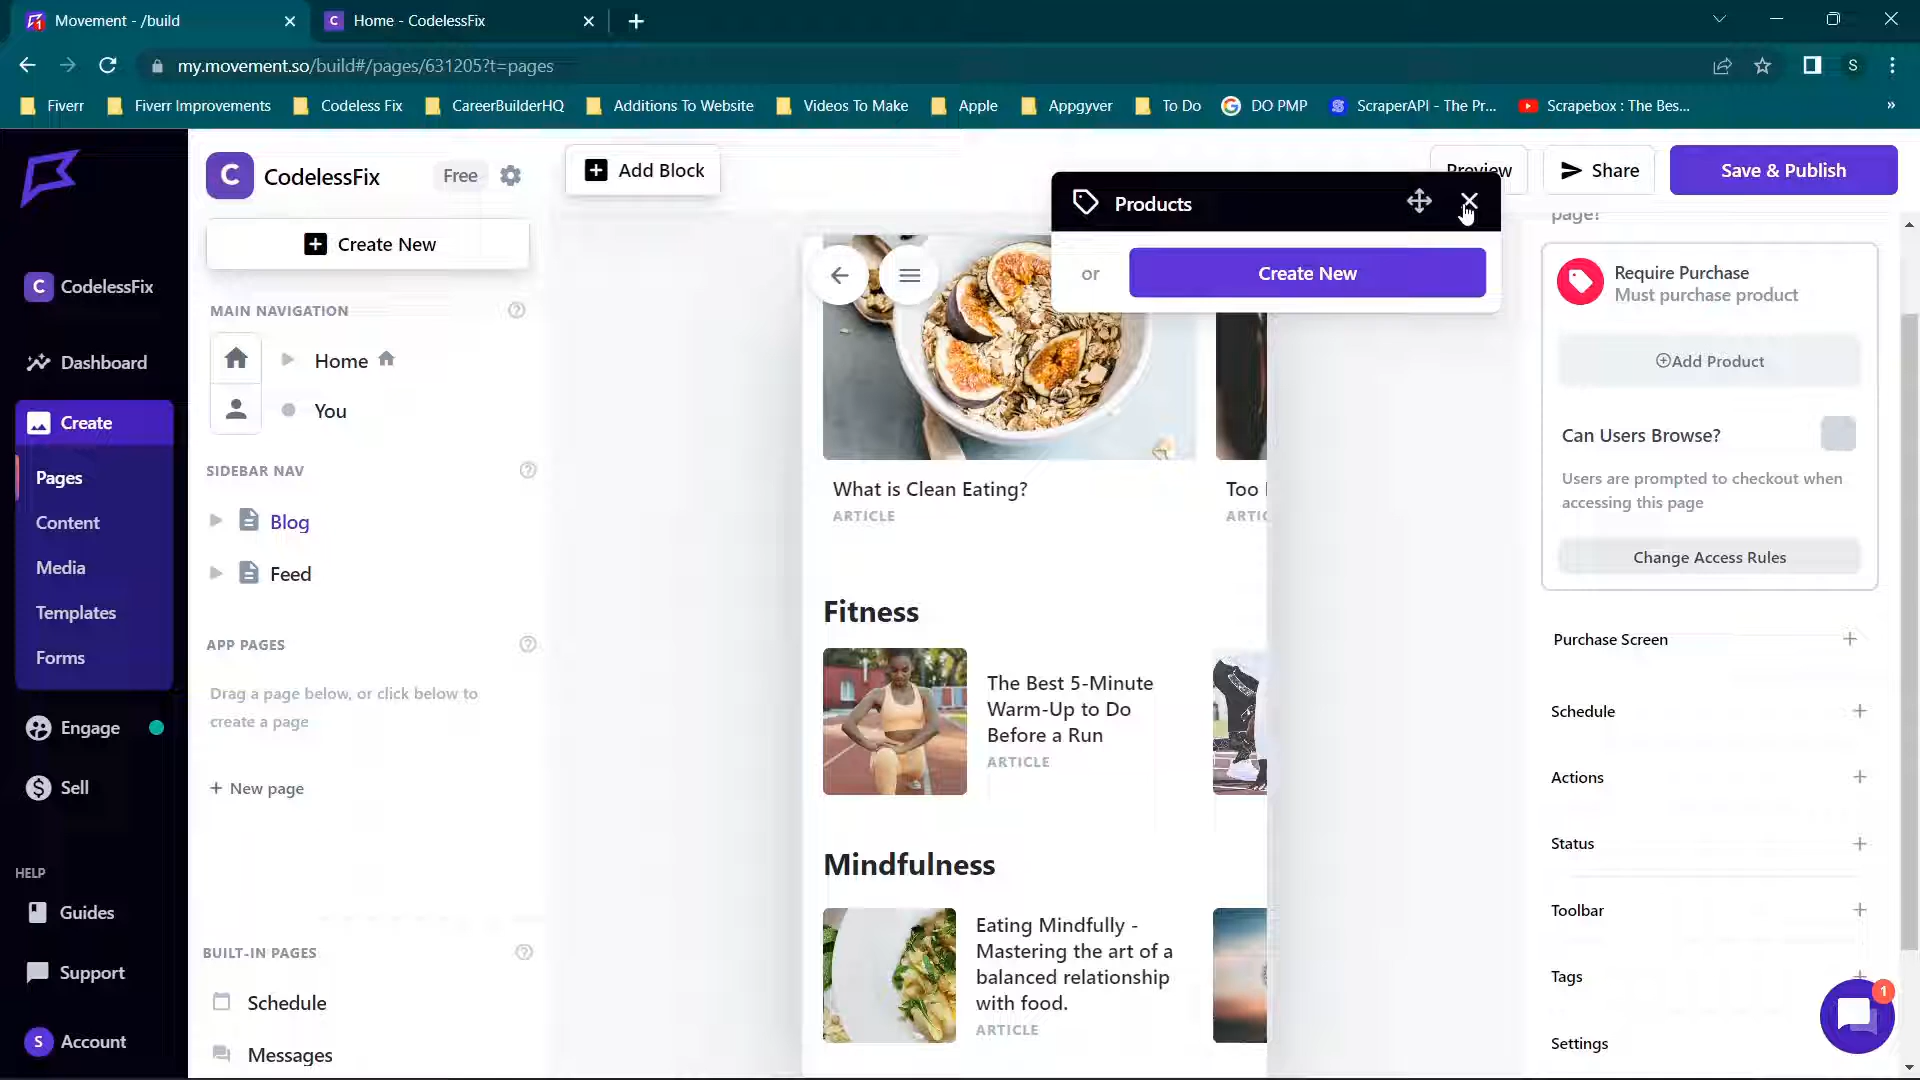 Movement - /build
Home - CodelessFix
my.movement.so/build#/pages/631205?t=pages
S
Fiverr
Fiverr Improvements
Codeless Fix
CareerBuilderHQ
Additions To Website
Videos To Make
Apple
Appgyver
To Do
DO PMP
ScraperAPI - The Pr...
Scrapebox : The Bes...
»
C CodelessFix
Dashboard
Create
Pages
Content
Media
Templates
Forms
Engage
Sell
HELP
Guides
Support
S Account
C CodelessFix
Free
Create New
MAIN NAVIGATION
Home
You
SIDEBAR NAV
Blog
Feed
APP PAGES
Drag a page below, or click below to
create a page
+ New page
BUILT-IN PAGES
Schedule
Messages
Add Block
Preview
Share
Save & Publish
Products
or
Create New
What is Clean Eating?
ARTICLE
Too
ARTIC
Fitness
The Best 5-Minute
Warm-Up to Do
Before a Run
ARTICLE
Mindfulness
Eating Mindfully -
Mastering the art of a
balanced relationship
with food.
ARTICLE
page?
Require Purchase
Must purchase product
Add Product
Can Users Browse?
Users are prompted to checkout when
accessing this page
Change Access Rules
Purchase Screen
Schedule
Actions
Status
Toolbar
Tags
Settings
1